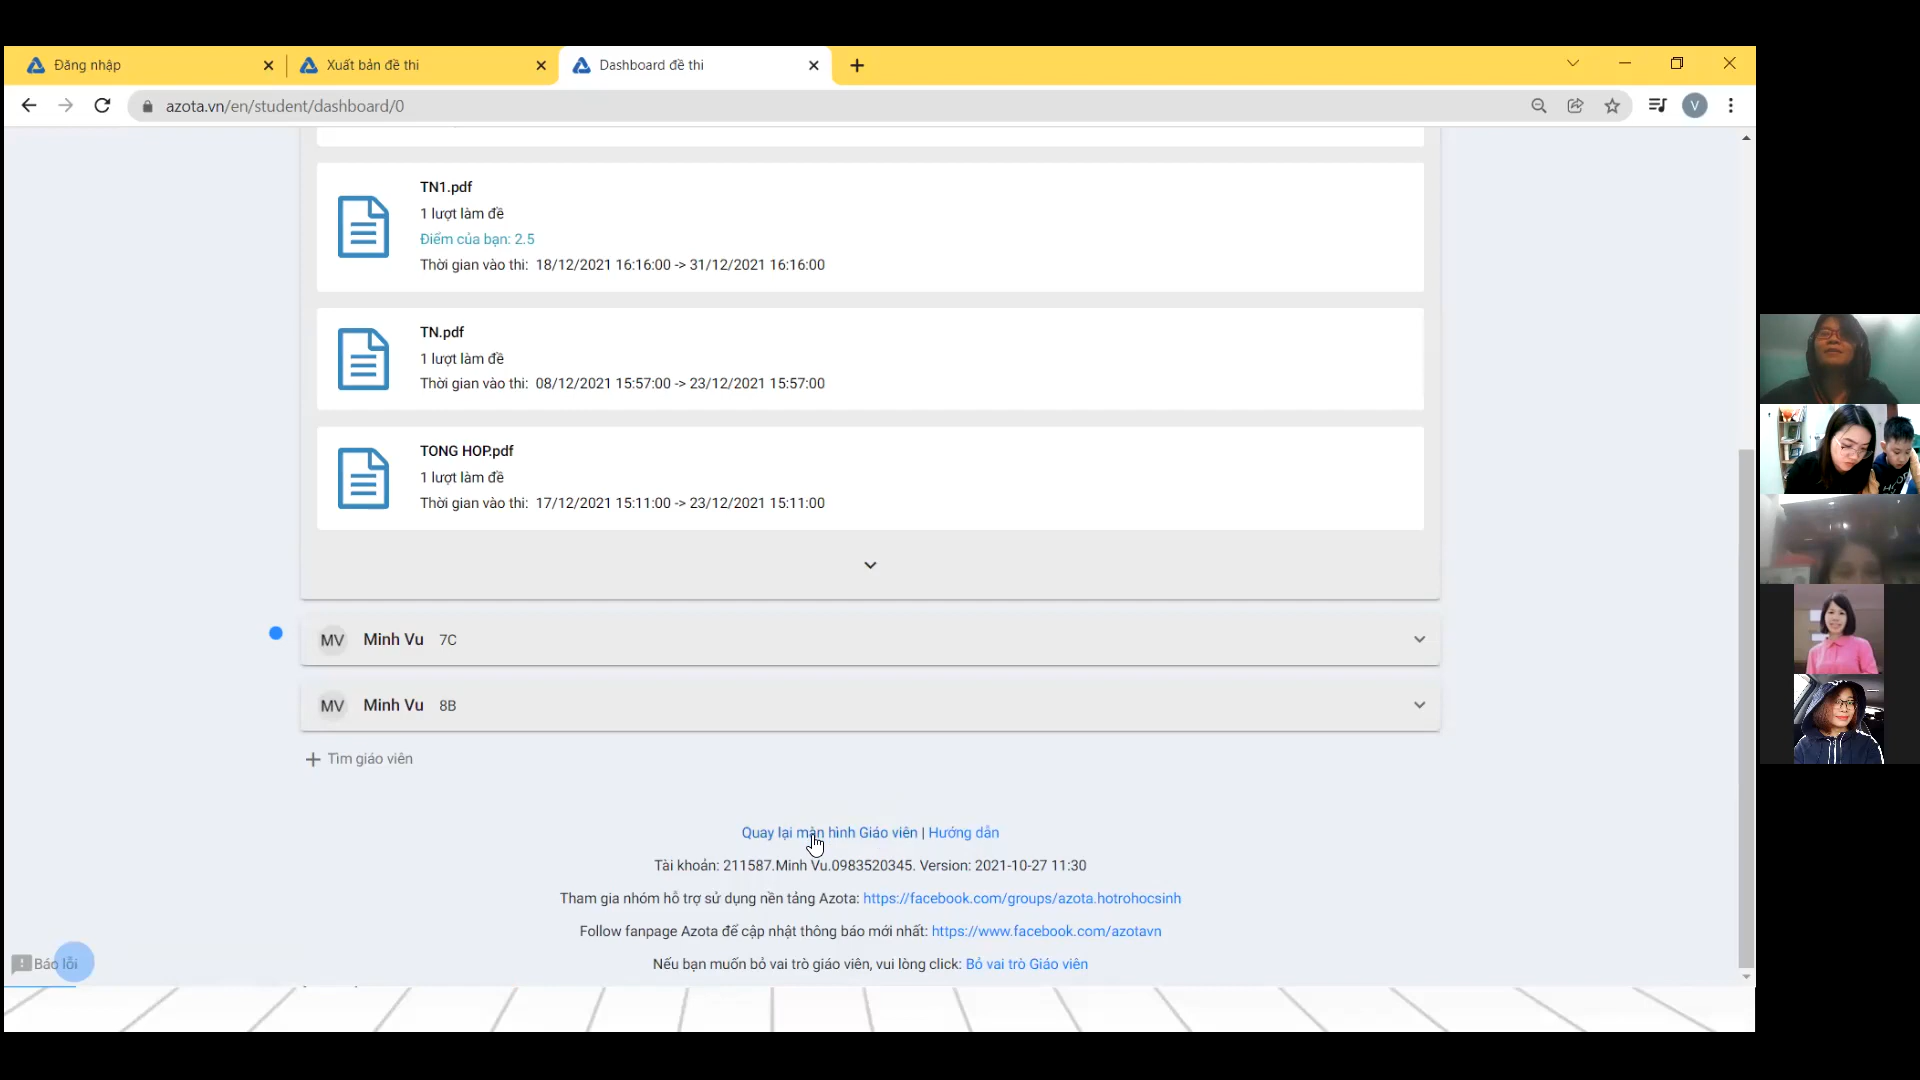 Đăng nhập
Xuất bản đề thi
Dashboard đề thi
azota.vn/en/student/dashboard/0
V
TN1.pdf
1 lượt làm đề
Điểm của bạn: 2.5
Thời gian vào thi: 18/12/2021 16:16:00 -> 31/12/2021 16:16:00
TN.pdf
1 lượt làm đề
Thời gian vào thi: 08/12/2021 15:57:00 -> 23/12/2021 15:57:00
TONG HOP.pdf
1 lượt làm đề
Thời gian vào thi: 17/12/2021 15:11:00 -> 23/12/2021 15:11:00
MV Minh Vu 7C
MV Minh Vu 8B
+ Tìm giáo viên
Quay lại màn hình Giáo viên | Hướng dẫn
Tài khoản: 211587.Minh Vu.0983520345. Version: 2021-10-27 11:30
Tham gia nhóm hỗ trợ sử dụng nền tảng Azota: https://facebook.com/groups/azota.hotrohocsinh
Follow fanpage Azota để cập nhật thông báo mới nhất: https://www.facebook.com/azotavn
Báo lỗi
Nếu bạn muốn bỏ vai trò giáo viên, vui lòng click: Bỏ vai trò Giáo viên